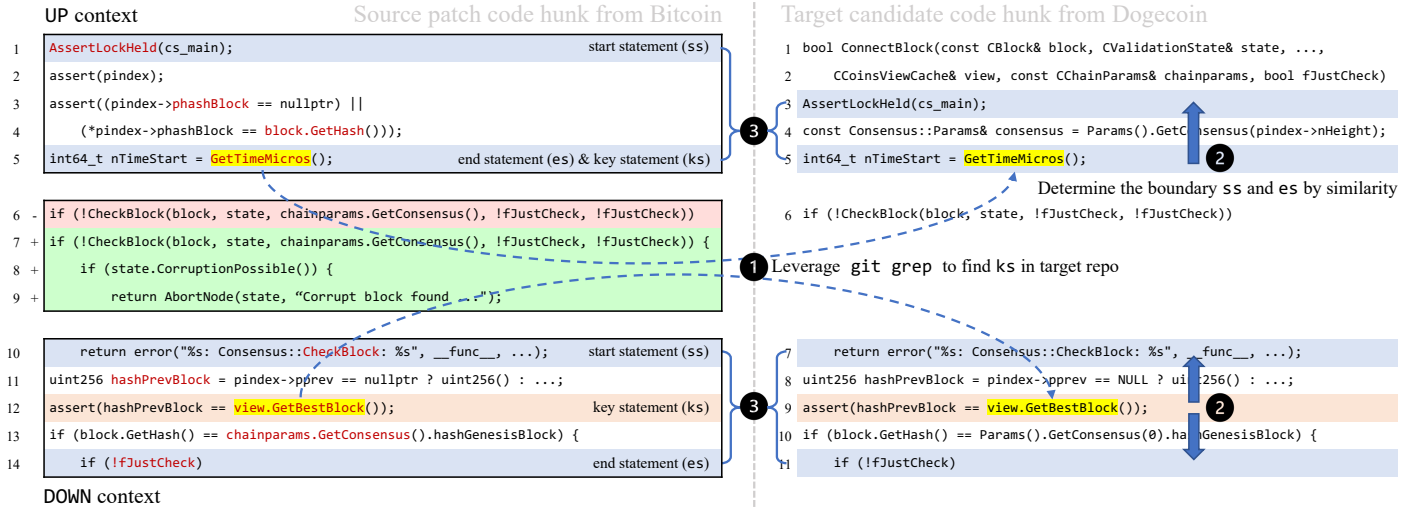 UP context
Source patch code hunk from Bitcoin
1 AssertLockHeld(cs_main); start statement (ss)
2 assert(pindex);
3 assert((pindex->phashBlock == nullptr) ||
4 (*pindex->phashBlock == block.GetHash()));
5 int64_t nTimeStart = GetTimeMicros(); end statement (es) & key statement (ks)
6 - if (!CheckBlock(block, state, chainparams.GetConsensus(), !fJustCheck, !fJustCheck))
7 + if (!CheckBlock(block, state, chainparams.GetConsensus(), !fJustCheck, !fJustCheck)) {
8 + if (state.CorruptionPossible()) {
9 + return AbortNode(state, “Corrupt block found ...");
10 return error("%s: Consensus::CheckBlock: %s", __func__, ...); start statement (ss)
11 uint256 hashPrevBlock = pindex->pprev == nullptr ? uint256() : ...;
12 assert(hashPrevBlock == view.GetBestBlock()); key statement (ks)
13 if (block.GetHash() == chainparams.GetConsensus().hashGenesisBlock) {
14 if (!fJustCheck) end statement (es)
DOWN context
3
1 Leverage git grep to find ks in target repo
3
Target candidate code hunk from Dogecoin
1 bool ConnectBlock(const CBlock& block, CValidationState& state, ...,
2 CCoinsViewCache& view, const CChainParams& chainparams, bool fJustCheck)
3 AssertLockHeld(cs_main);
4 const Consensus::Params& consensus = Params().GetConsensus(pindex->nHeight);
5 int64_t nTimeStart = GetTimeMicros();
2
Determine the boundary ss and es by similarity
6 if (!CheckBlock(block, state, !fJustCheck, !fJustCheck))
7 return error("%s: Consensus::CheckBlock: %s", __func__, ...);
8 uint256 hashPrevBlock = pindex->pprev == NULL ? uint256() : ...;
9 assert(hashPrevBlock == view.GetBestBlock());
2
10 if (block.GetHash() == Params().GetConsensus(0).hashGenesisBlock) {
11 if (!fJustCheck)